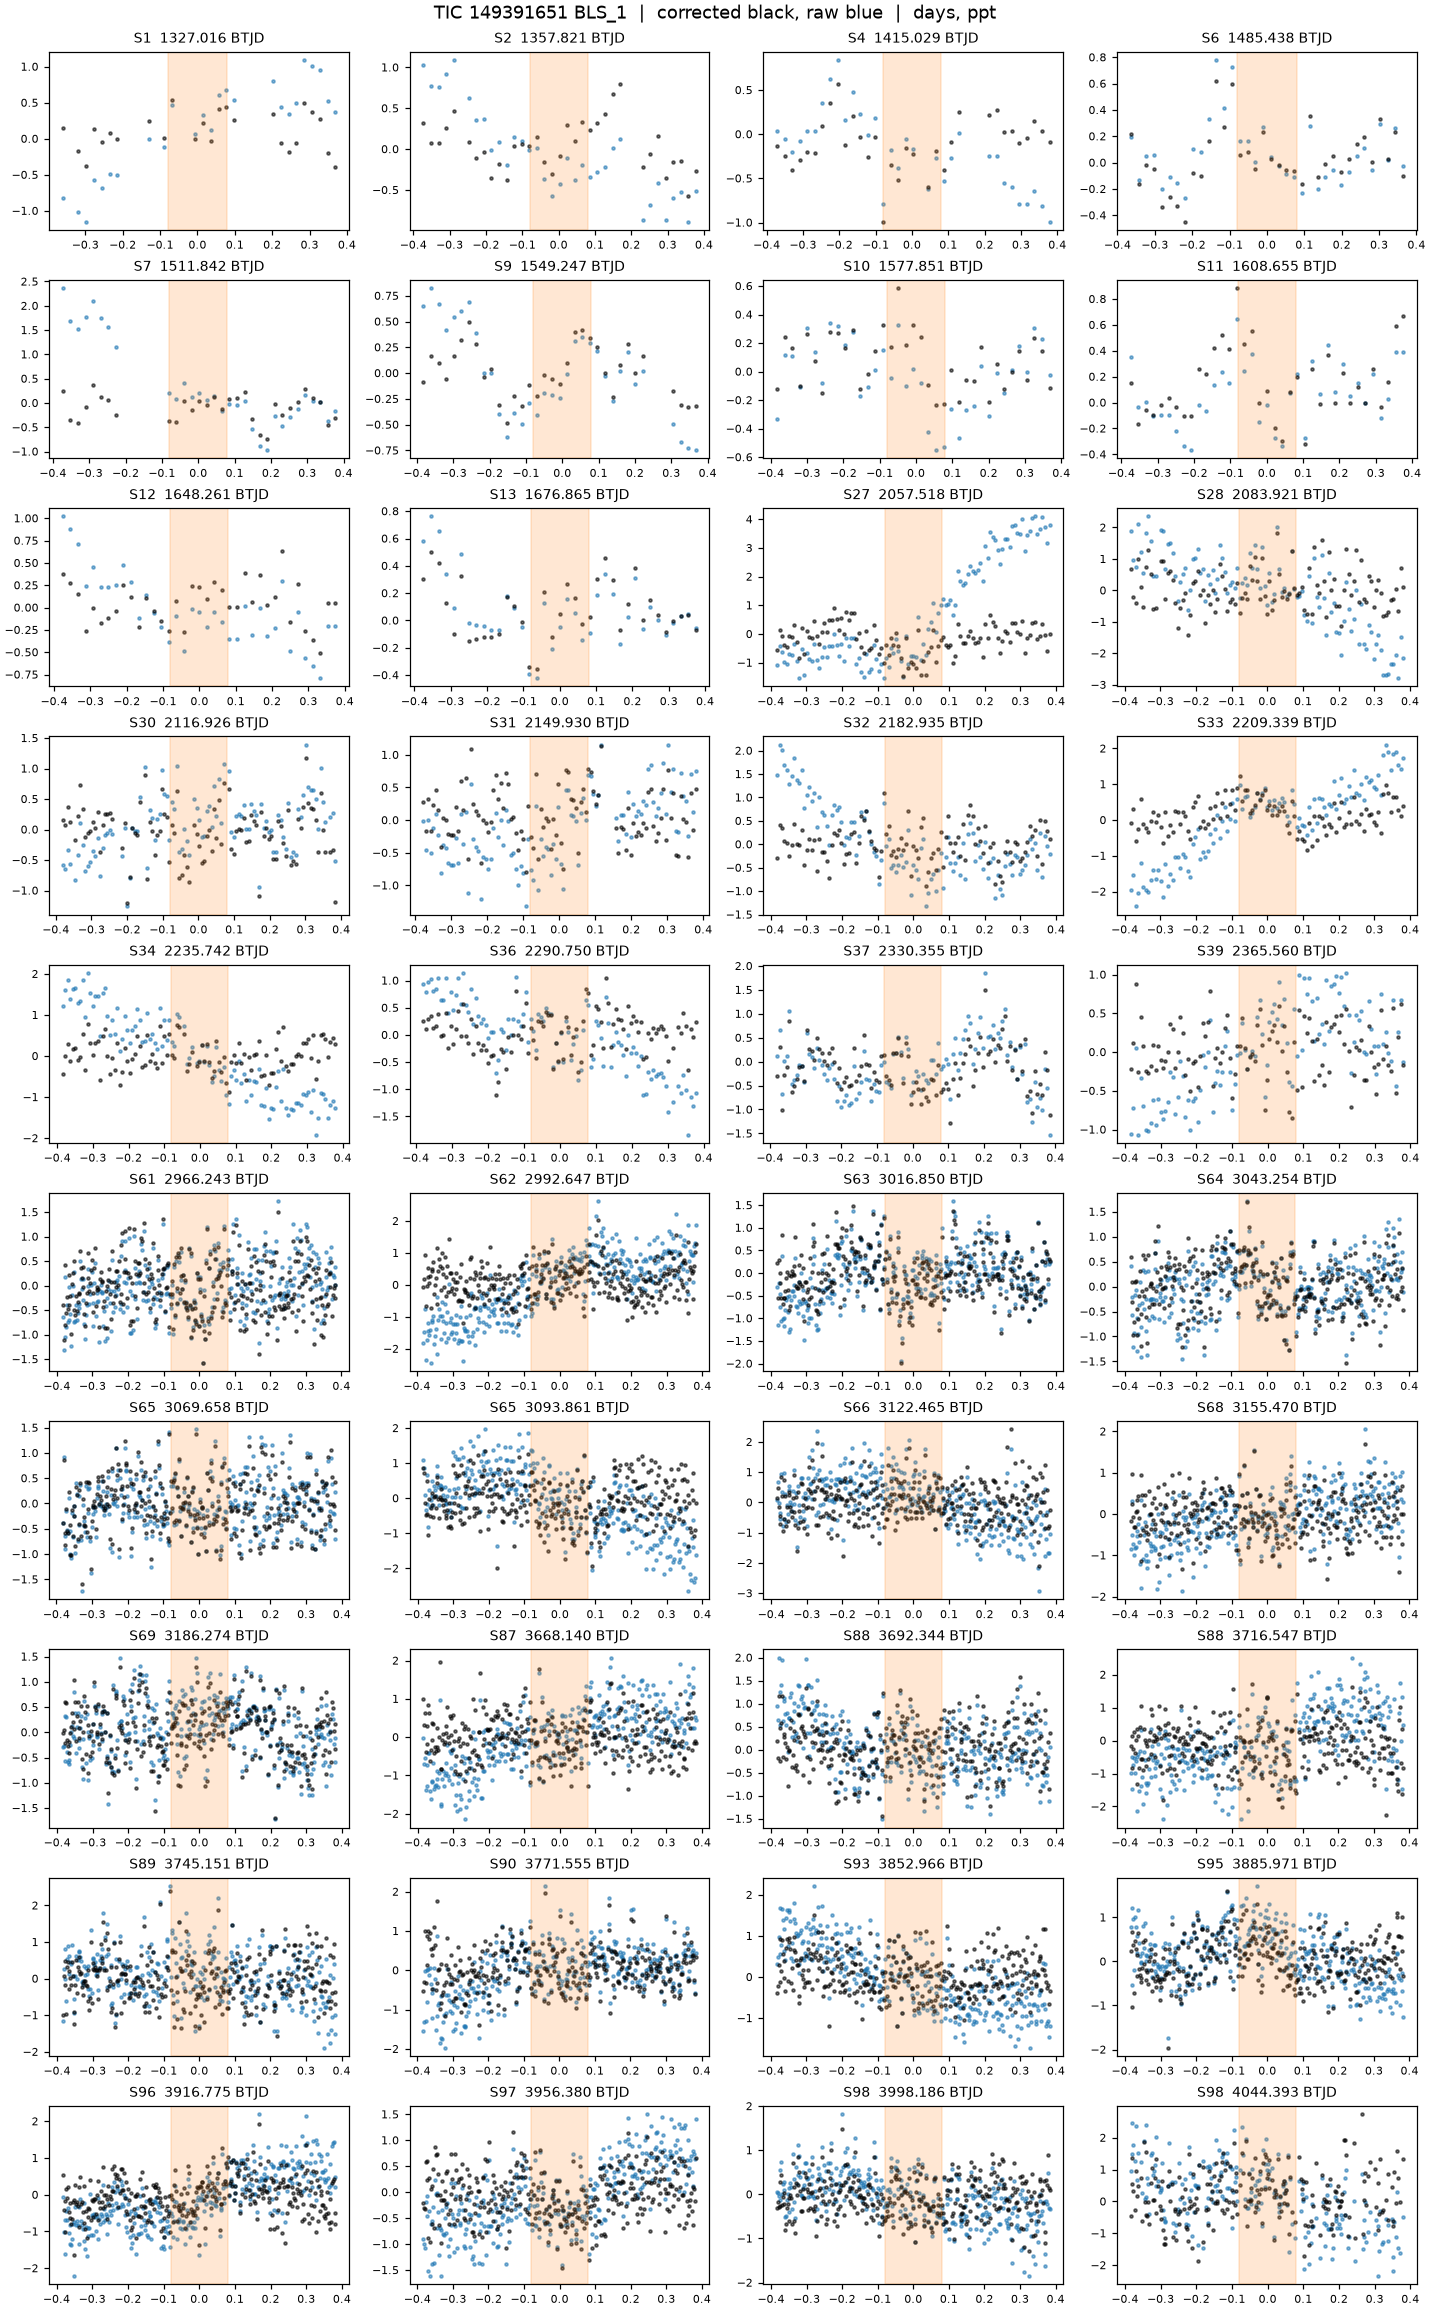 TIC 149391651 BLS_1 | corrected black, raw blue | days, ppt
S1 1327.016 BTJD
S2 1357.821 BTJD
S4 1415.029 BTJD
S6 1485.438 BTJD
S7 1511.842 BTJD
S9 1549.247 BTJD
S10 1577.851 BTJD
S11 1608.655 BTJD
S12 1648.261 BTJD
S13 1676.865 BTJD
S27 2057.518 BTJD
S28 2083.921 BTJD
S30 2116.926 BTJD
S31 2149.930 BTJD
S32 2182.935 BTJD
S33 2209.339 BTJD
S34 2235.742 BTJD
S36 2290.750 BTJD
S37 2330.355 BTJD
S39 2365.560 BTJD
S61 2966.243 BTJD
S62 2992.647 BTJD
S63 3016.850 BTJD
S64 3043.254 BTJD
S65 3069.658 BTJD
S65 3093.861 BTJD
S66 3122.465 BTJD
S68 3155.470 BTJD
S69 3186.274 BTJD
S87 3668.140 BTJD
S88 3692.344 BTJD
S88 3716.547 BTJD
S89 3745.151 BTJD
S90 3771.555 BTJD
S93 3852.966 BTJD
S95 3885.971 BTJD
S96 3916.775 BTJD
S97 3956.380 BTJD
S98 3998.186 BTJD
S98 4044.393 BTJD